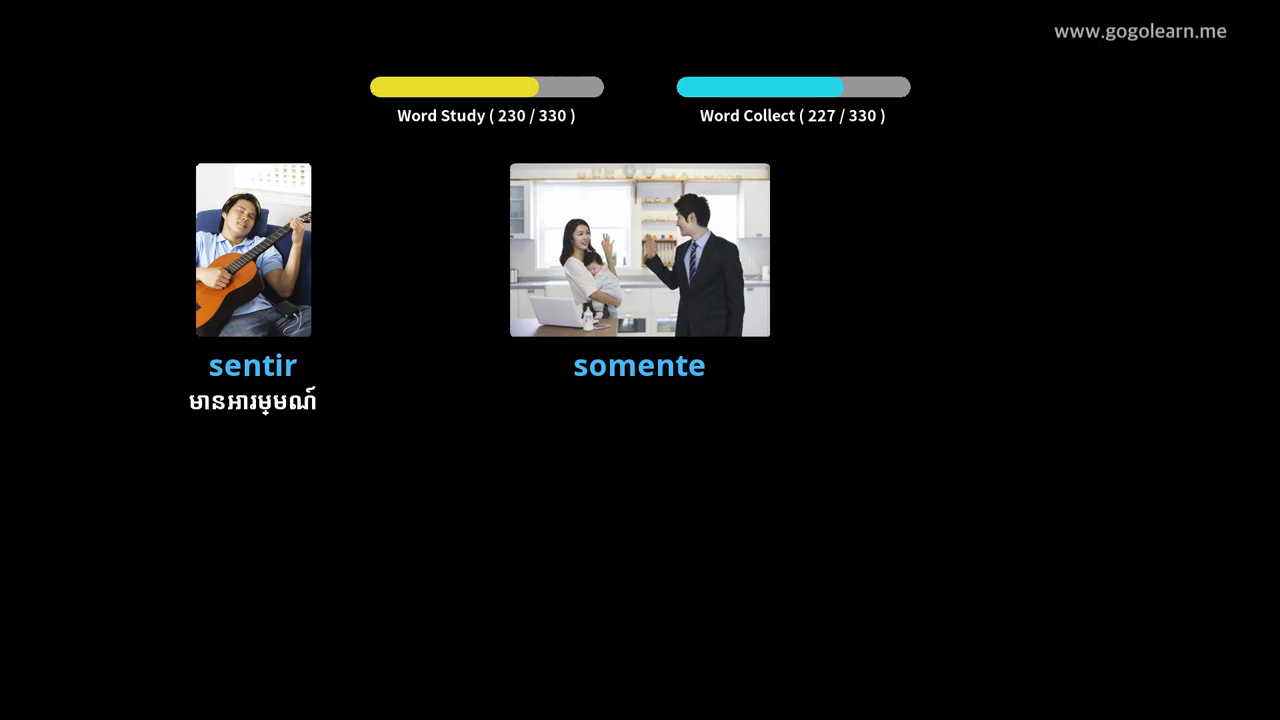 www.gogolearn.me
Word Study ( 230 / 330 )
Word Collect ( 227 / 330 )
sentir
somente
មានអារម្មណ៍